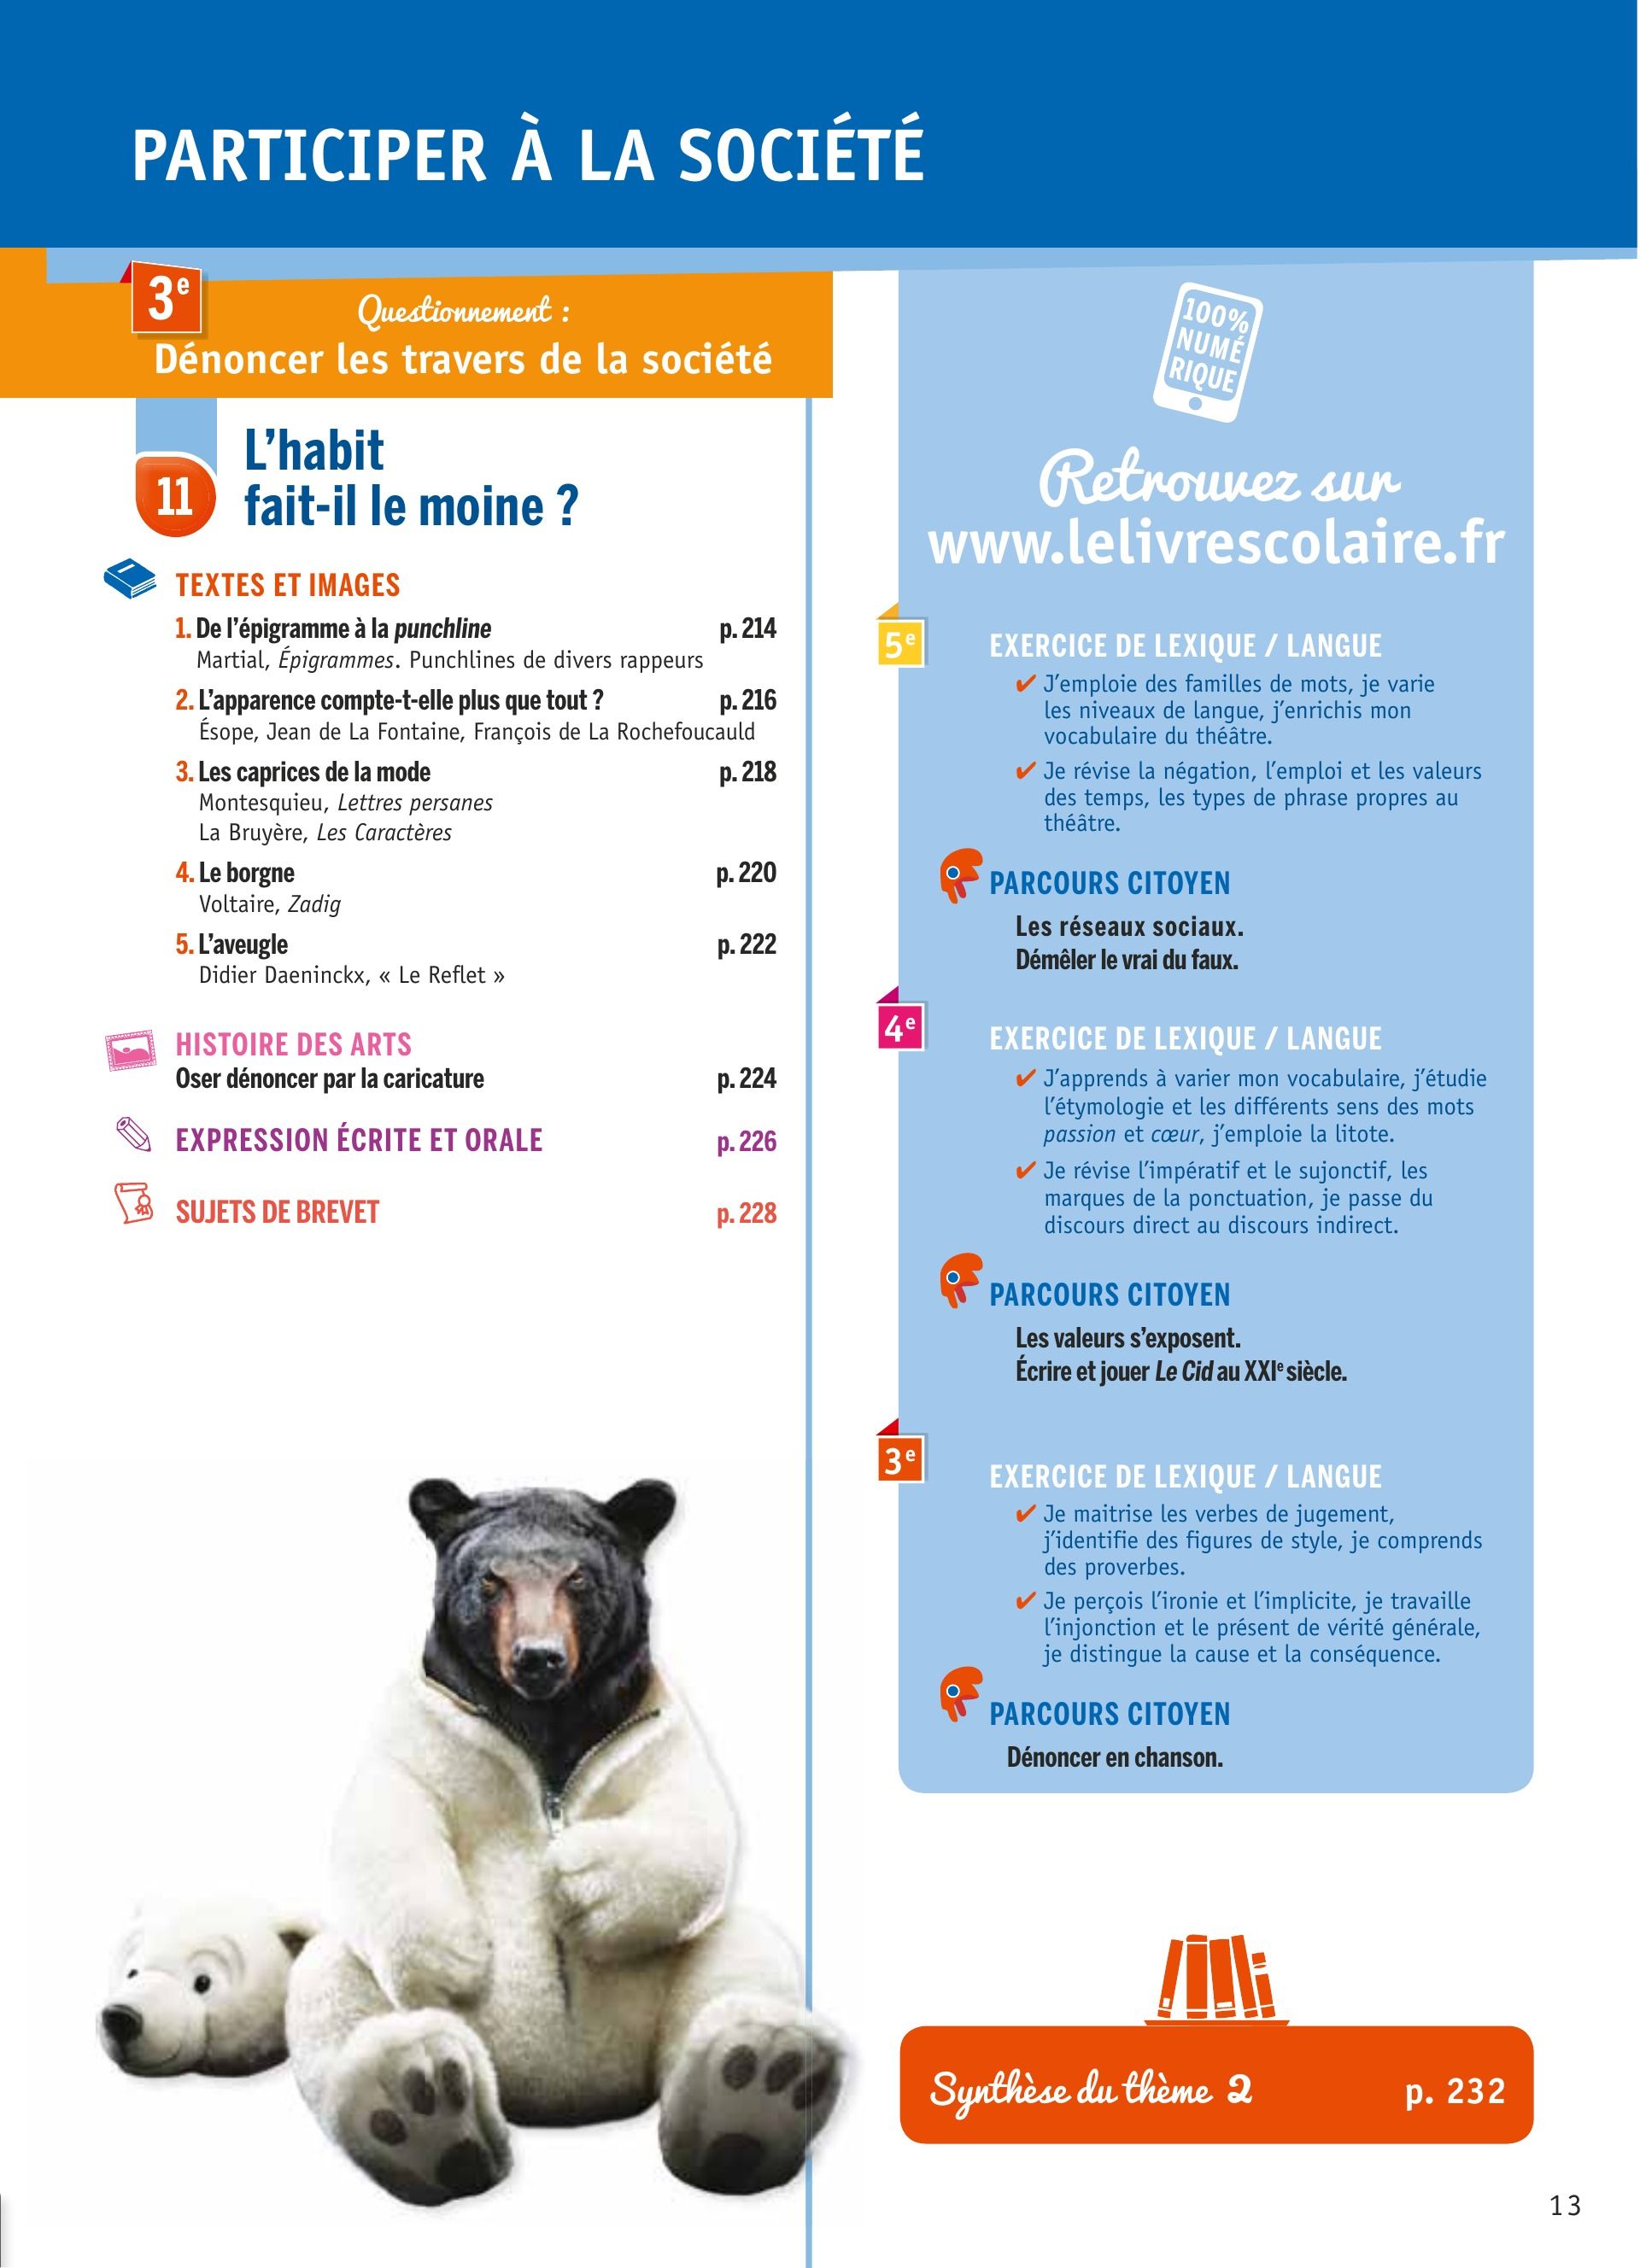 PARTICIPER À LA SOCIÉTÉ
3e
Questionnement :
Dénoncer les travers de la société
11
L’habit
fait-il le moine ?
TEXTES ET IMAGES
1. De l’épigramme à la punchline p. 214
Martial, Épigrammes. Punchlines de divers rappeurs
2. L’apparence compte-t-elle plus que tout ? p. 216
Ésope, Jean de La Fontaine, François de La Rochefoucauld
3. Les caprices de la mode p. 218
Montesquieu, Lettres persanes
La Bruyère, Les Caractères
4. Le borgne p. 220
Voltaire, Zadig
5. L’aveugle p. 222
Didier Daeninckx, « Le Reflet »
HISTOIRE DES ARTS
Oser dénoncer par la caricature p. 224
EXPRESSION ÉCRITE ET ORALE p. 226
SUJETS DE BREVET p. 228
100%
NUMÉ
RIQUE
Retrouvez sur
www.lelivrescolaire.fr
5e
EXERCICE DE LEXIQUE / LANGUE
✔ J’emploie des familles de mots, je varie
les niveaux de langue, j’enrichis mon
vocabulaire du théâtre.
✔ Je révise la négation, l’emploi et les valeurs
des temps, les types de phrase propres au
théâtre.
PARCOURS CITOYEN
Les réseaux sociaux.
Démêler le vrai du faux.
4e
EXERCICE DE LEXIQUE / LANGUE
✔ J’apprends à varier mon vocabulaire, j’étudie
l’étymologie et les différents sens des mots
passion et cœur, j’emploie la litote.
✔ Je révise l’impératif et le sujonctif, les
marques de la ponctuation, je passe du
discours direct au discours indirect.
PARCOURS CITOYEN
Les valeurs s’exposent.
Écrire et jouer Le Cid au XXIe siècle.
3e
EXERCICE DE LEXIQUE / LANGUE
✔ Je maitrise les verbes de jugement,
j’identifie des figures de style, je comprends
des proverbes.
✔ Je perçois l’ironie et l’implicite, je travaille
l’injonction et le présent de vérité générale,
je distingue la cause et la conséquence.
PARCOURS CITOYEN
Dénoncer en chanson.
Synthèse du thème 2 p. 232
13